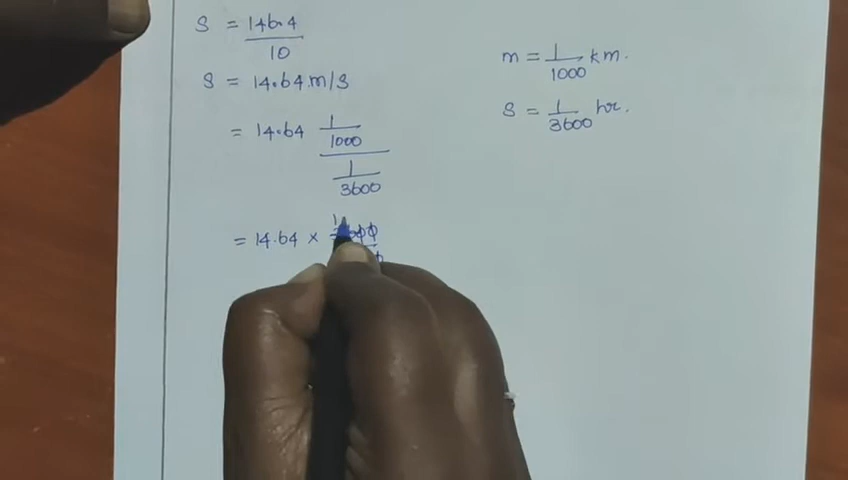 S = 146.4
10
S = 14.64 m/s
= 14.64 1
1000
1
3600
= 14.64 ×
m = 1/1000 km.
S = 1/3600 hr.